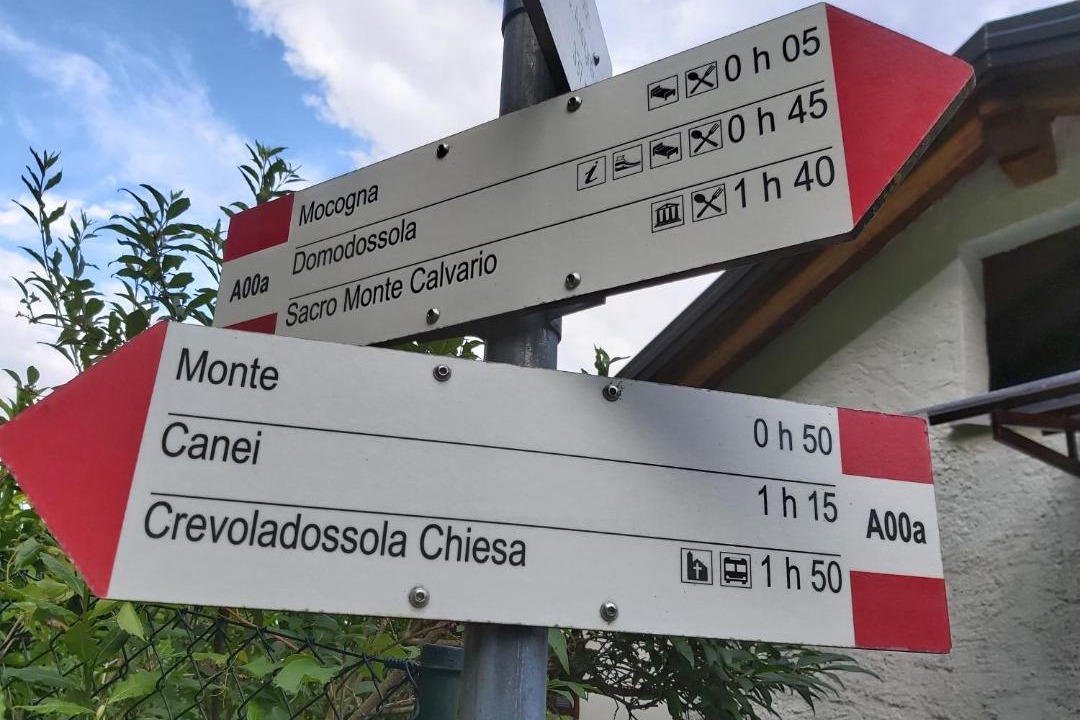 Mocogna 0 h 05
Domodossola i 0 h 45
A00a
Sacro Monte Calvario 1 h 40
Monte 0 h 50
Canei 1 h 15
A00a
Crevoladossola Chiesa 1 h 50